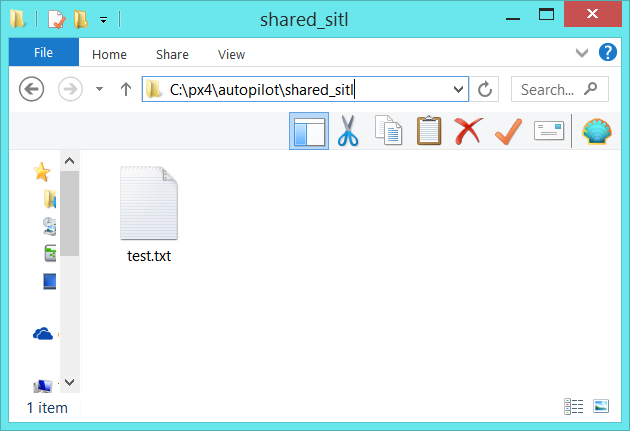 shared_sitl
File Home Share View
C:\px4\autopilot\shared_sitl Search...
test.txt
1 item